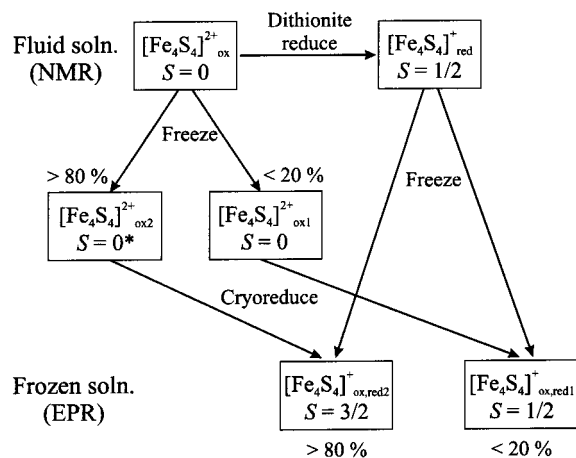 Fluid soln.
(NMR)
[Fe₄S₄]²⁺ox
S = 0
Dithionite
reduce
[Fe₄S₄]⁺red
S = 1/2
Freeze
Freeze
> 80 %
< 20 %
[Fe₄S₄]²⁺ox2
S = 0*
[Fe₄S₄]²⁺ox1
S = 0
Cryoreduce
Frozen soln.
(EPR)
[Fe₄S₄]⁺ox,red2
S = 3/2
[Fe₄S₄]⁺ox,red1
S = 1/2
> 80 %
< 20 %